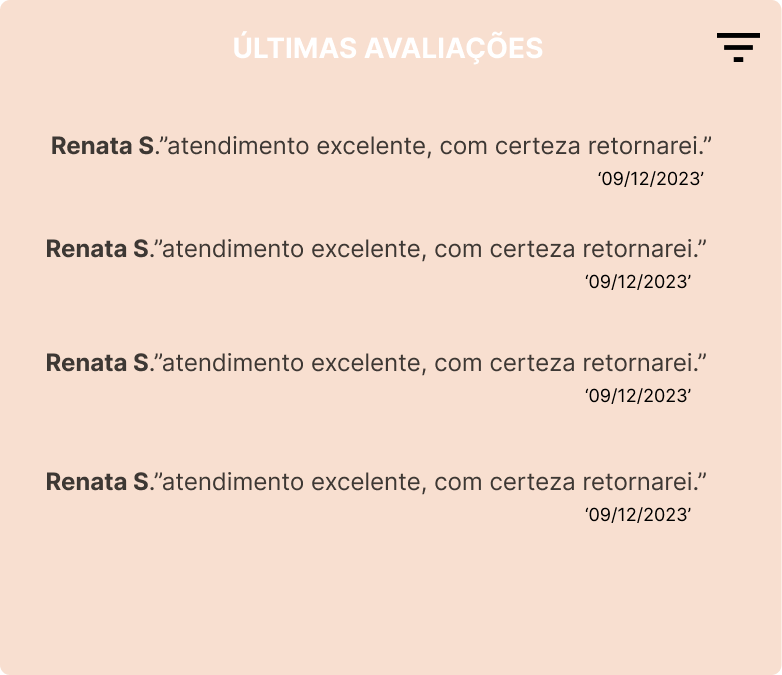 ÚLTIMAS AVALIAÇÕES
Renata S.”atendimento excelente, com certeza retornarei.”
‘09/12/2023’
Renata S.”atendimento excelente, com certeza retornarei.”
‘09/12/2023’
Renata S.”atendimento excelente, com certeza retornarei.”
‘09/12/2023’
Renata S.”atendimento excelente, com certeza retornarei.”
‘09/12/2023’